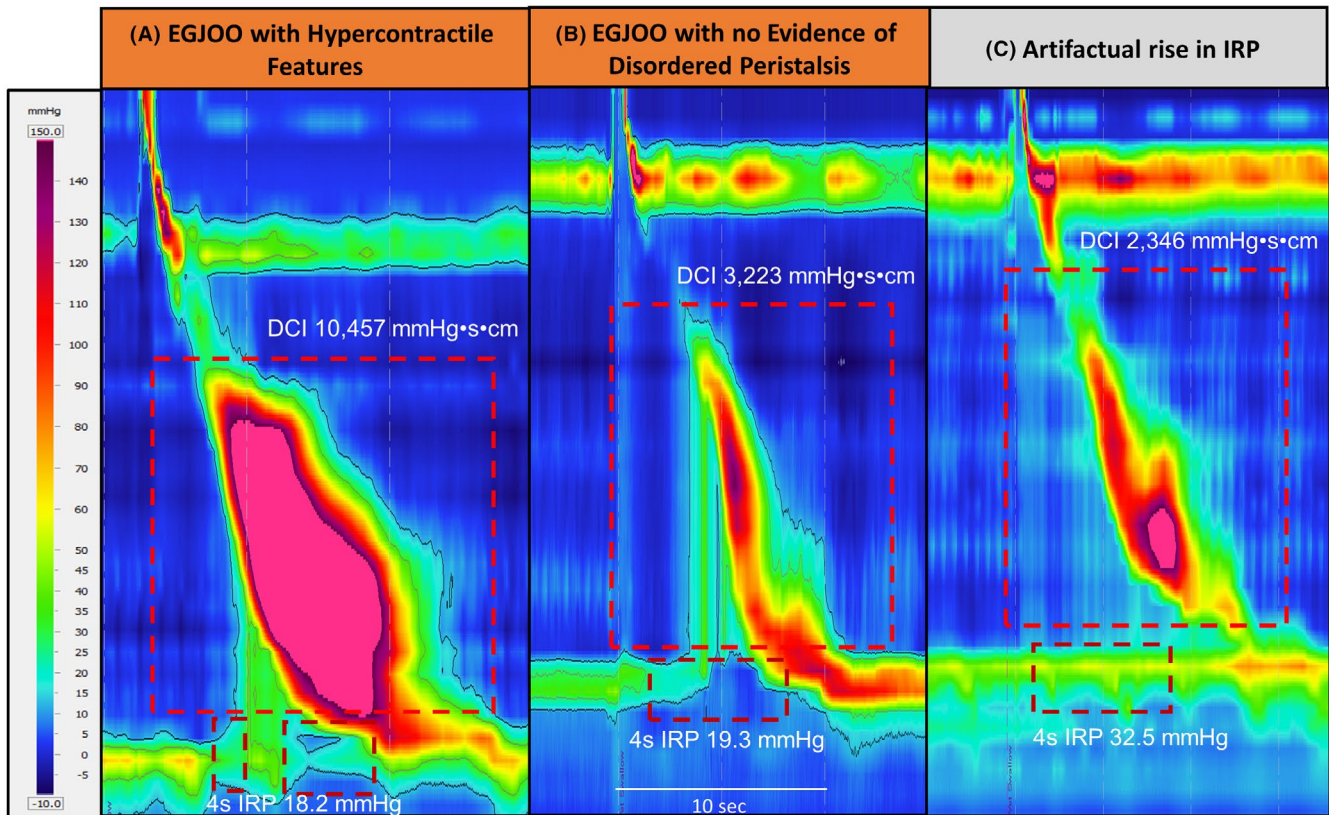 (A) EGJOO with Hypercontractile
Features
(B) EGJOO with no Evidence of
Disordered Peristalsis
(C) Artifactual rise in IRP
mmHg
150.0
140
130
120
110
100
90
80
70
60
50
45
40
35
30
25
20
15
10
5
0
-5
-10.0
DCI 10,457 mmHg•s•cm
4s IRP 18.2 mmHg
DCI 3,223 mmHg•s•cm
4s IRP 19.3 mmHg
10 sec
DCI 2,346 mmHg•s•cm
4s IRP 32.5 mmHg